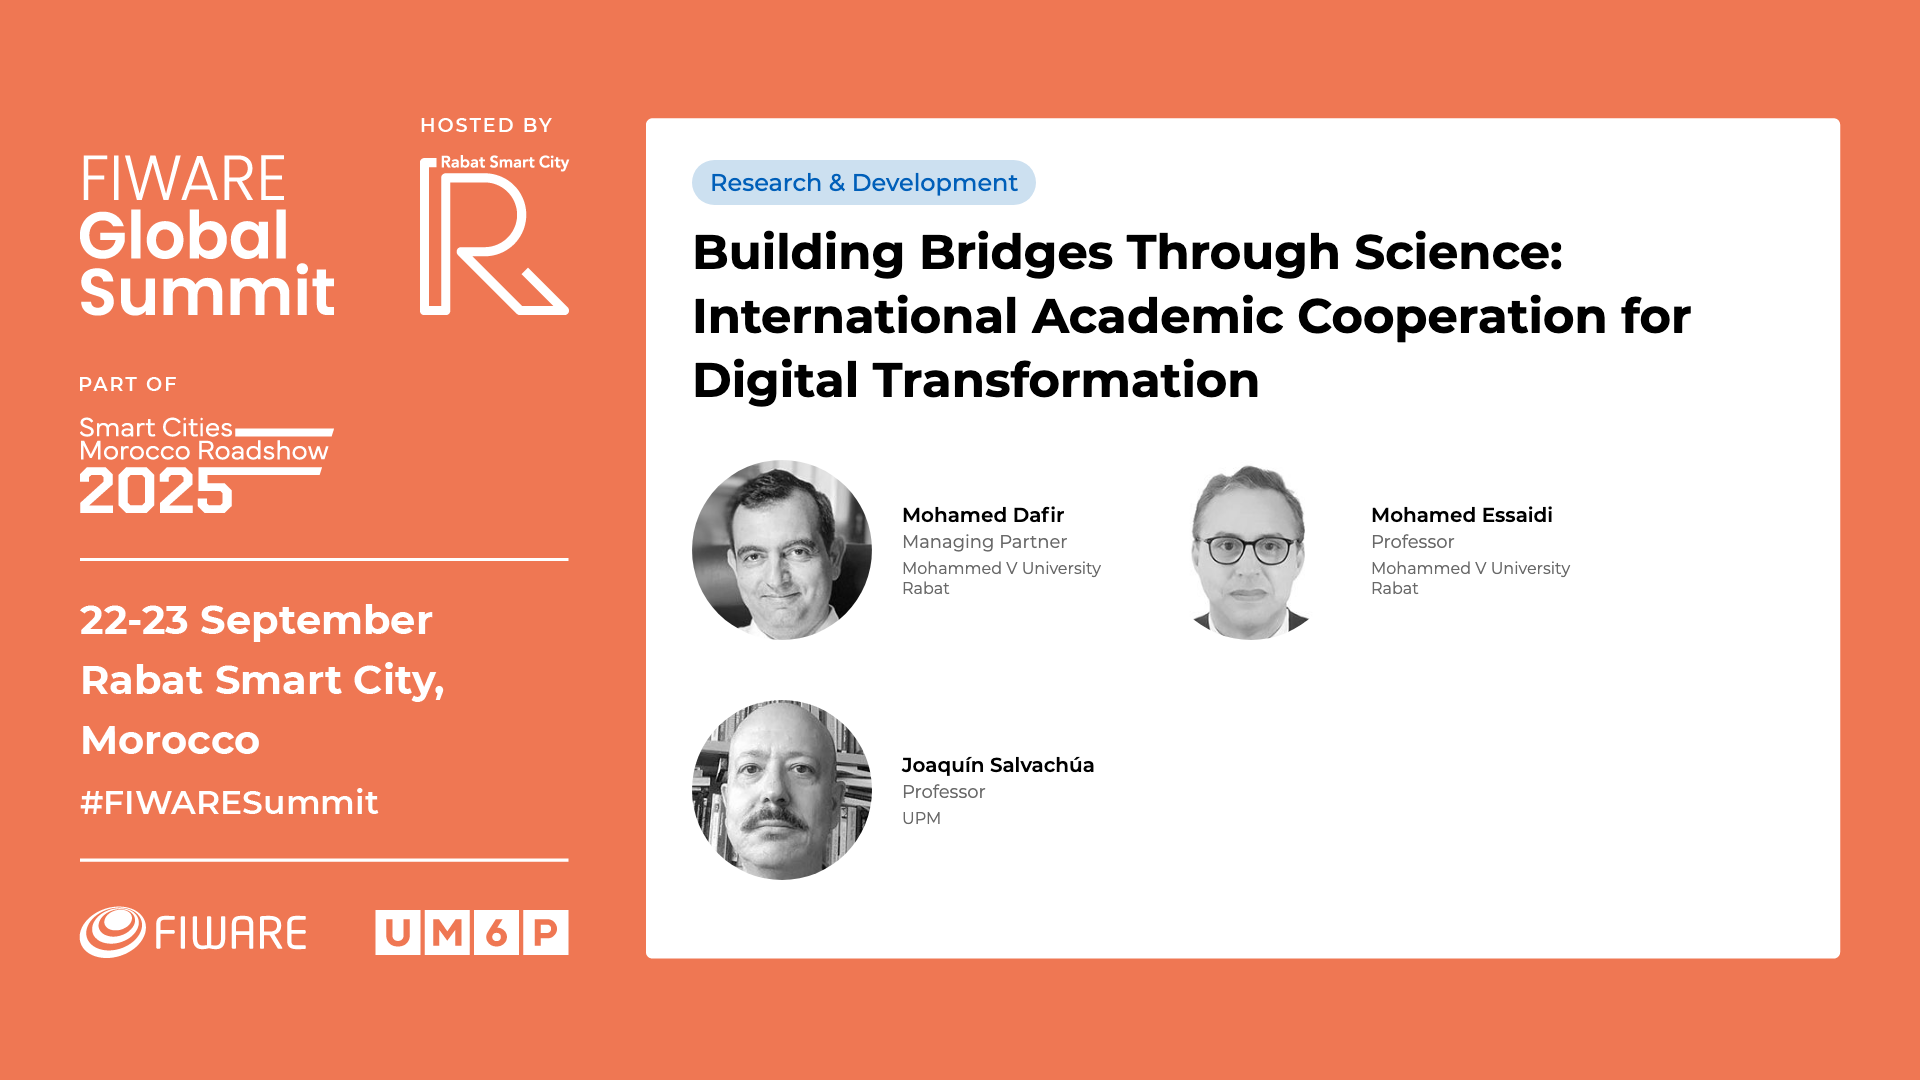 FIWARE
Global
Summit
HOSTED BY
Rabat Smart City
R
PART OF
Smart Cities
Morocco Roadshow
2025
22-23 September
Rabat Smart City,
Morocco
#FIWARESummit
FIWARE
UM6P
Research & Development
Building Bridges Through Science:
International Academic Cooperation for
Digital Transformation
Mohamed Dafir
Managing Partner
Mohammed V University
Rabat
Mohamed Essaidi
Professor
Mohammed V University
Rabat
Joaquín Salvachúa
Professor
UPM